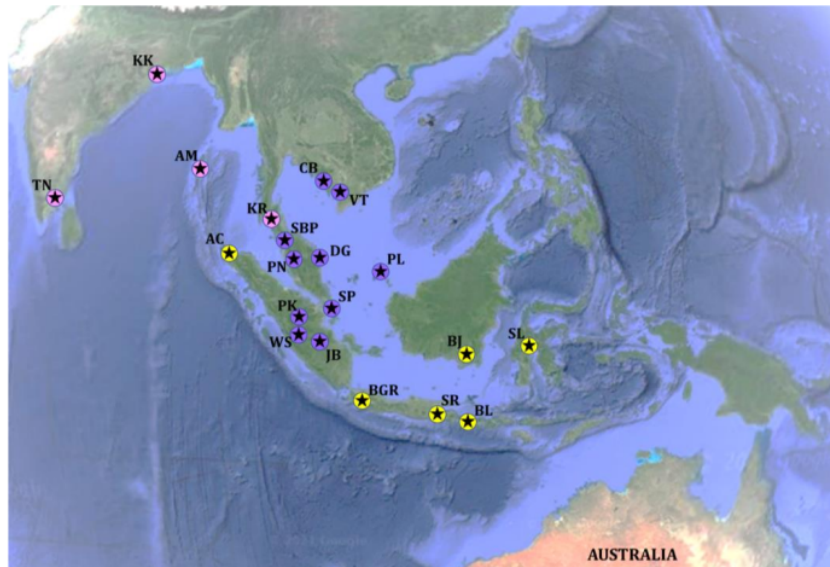 KK
AM
TN
CB
VT
KR
SBP
AC
PN
DG
PL
PK
SP
WS
JB
BJ
SL
BGR
SR
BL
AUSTRALIA